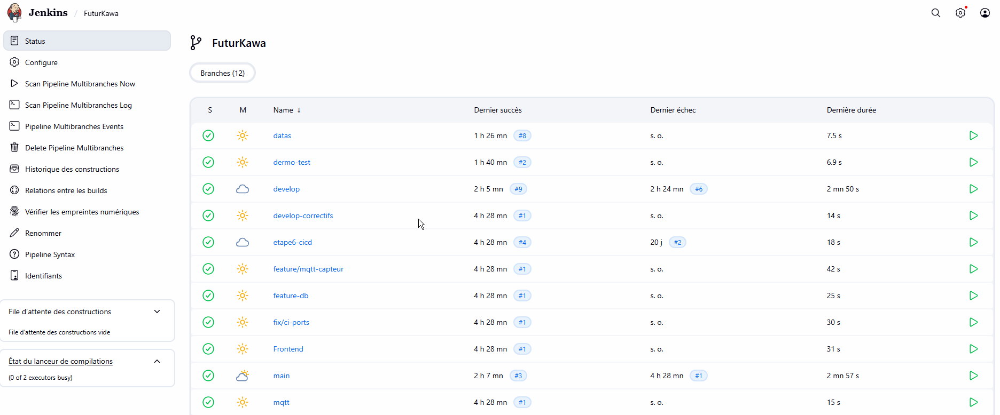 Jenkins / FuturKawa
Status
Configure
Scan Pipeline Multibranches Now
Scan Pipeline Multibranches Log
Pipeline Multibranches Events
Delete Pipeline Multibranches
Historique des constructions
Relations entre les builds
Vérifier les empreintes numériques
Renommer
Pipeline Syntax
Identifiants
File d'attente des constructions
File d'attente des constructions vide
État du lanceur de compilations
(0 of 2 executors busy)
FuturKawa
Branches (12)
S M Name ↓ Dernier succès Dernier échec Dernière durée
datas 1 h 26 mn #8 s. o. 7.5 s
dermo-test 1 h 40 mn #2 s. o. 6.9 s
develop 2 h 5 mn #9 2 h 24 mn #6 2 mn 50 s
develop-correctifs 4 h 28 mn #1 s. o. 14 s
etape6-cicd 4 h 28 mn #4 20 j #2 18 s
feature/mqtt-capteur 4 h 28 mn #1 s. o. 42 s
feature-db 4 h 28 mn #1 s. o. 25 s
fix/ci-ports 4 h 28 mn #1 s. o. 30 s
Frontend 4 h 28 mn #1 s. o. 31 s
main 2 h 7 mn #3 4 h 28 mn #1 2 mn 57 s
mqtt 4 h 28 mn #1 s. o. 15 s